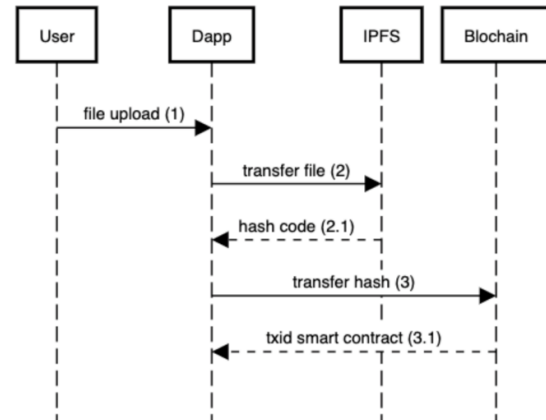 User
Dapp
IPFS
Blochain
file upload (1)
transfer file (2)
hash code (2.1)
transfer hash (3)
txid smart contract (3.1)